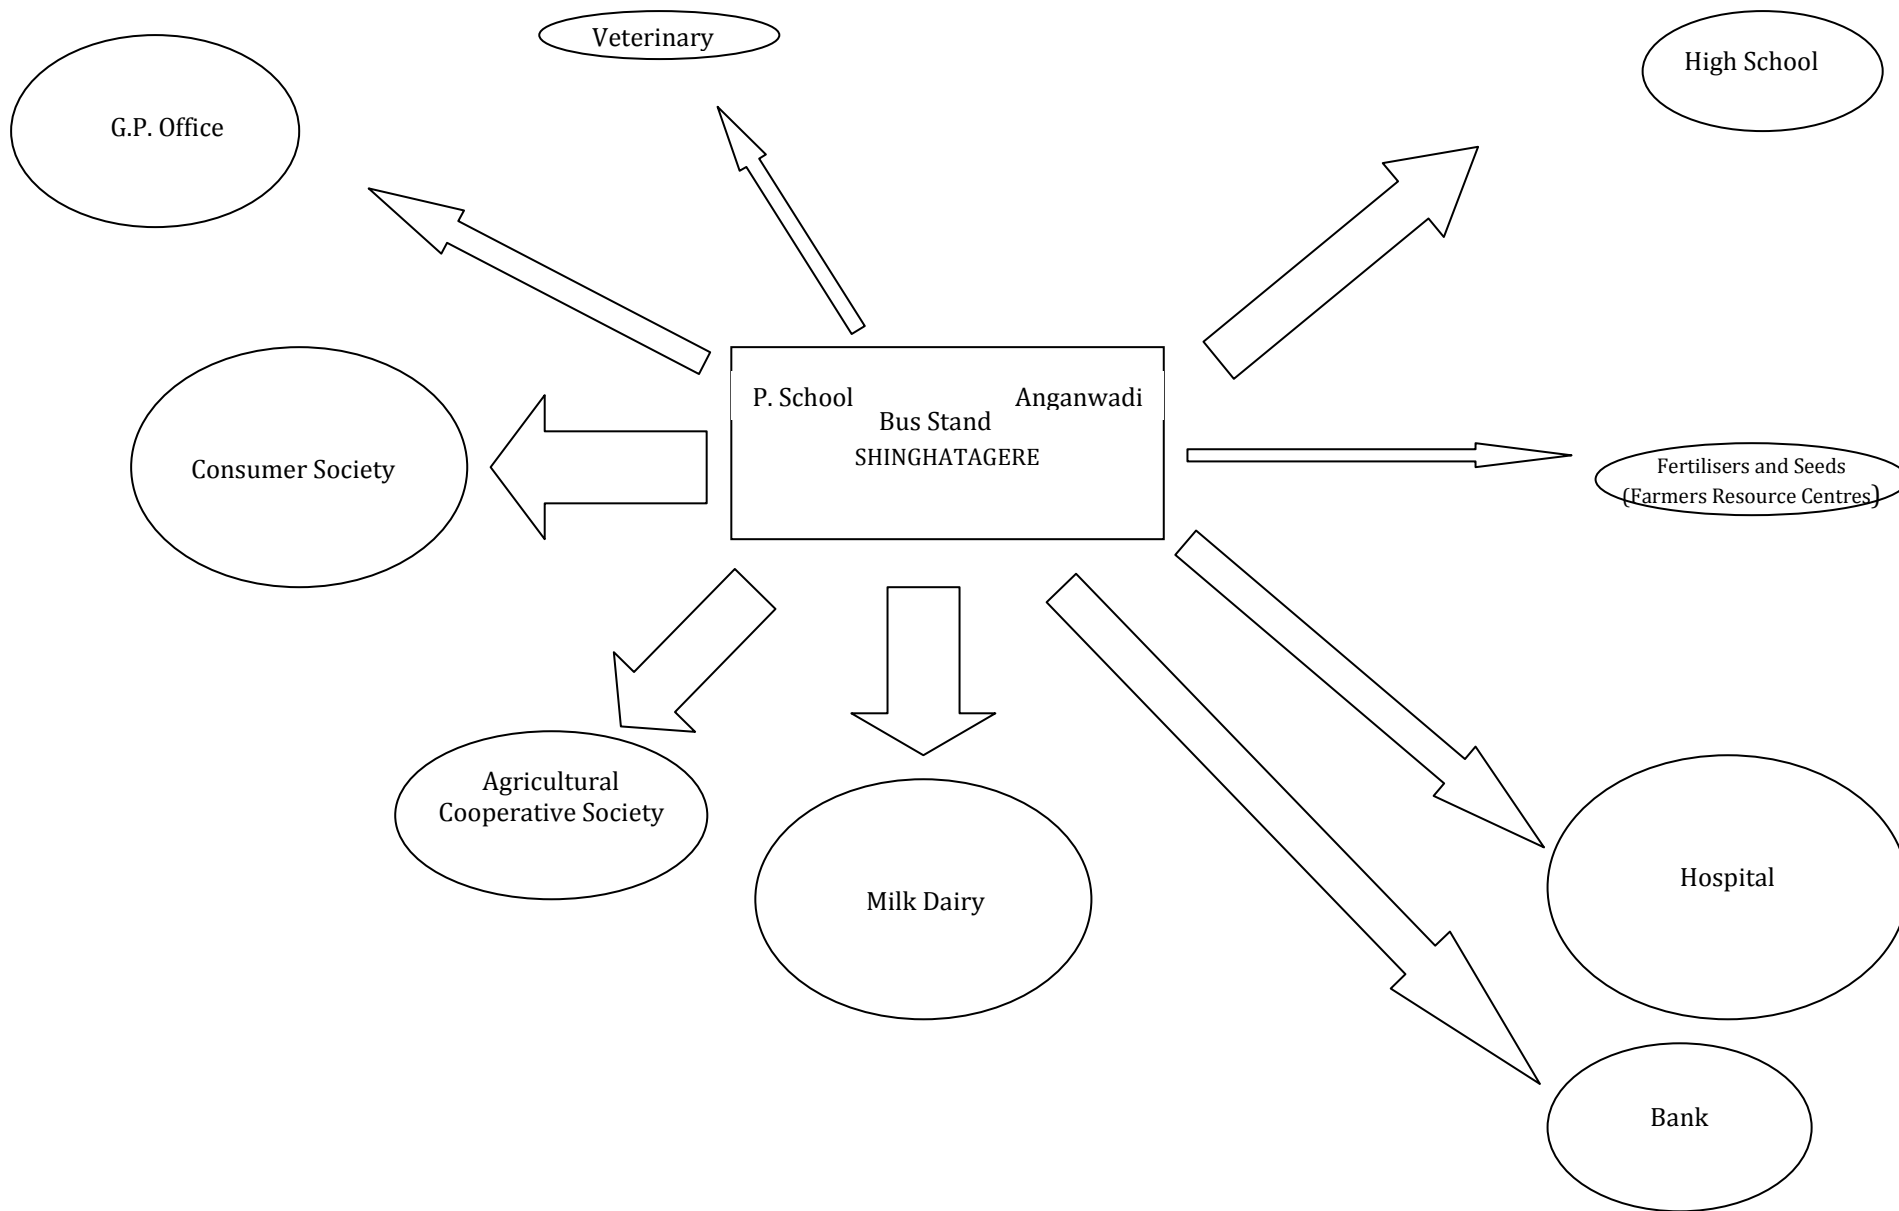 Veterinary
High School
G.P. Office
P. School
Anganwadi
Bus Stand
SHINGHATAGERE
Consumer Society
Fertilisers and Seeds
(Farmers Resource Centres)
Agricultural
Cooperative Society
Milk Dairy
Hospital
Bank